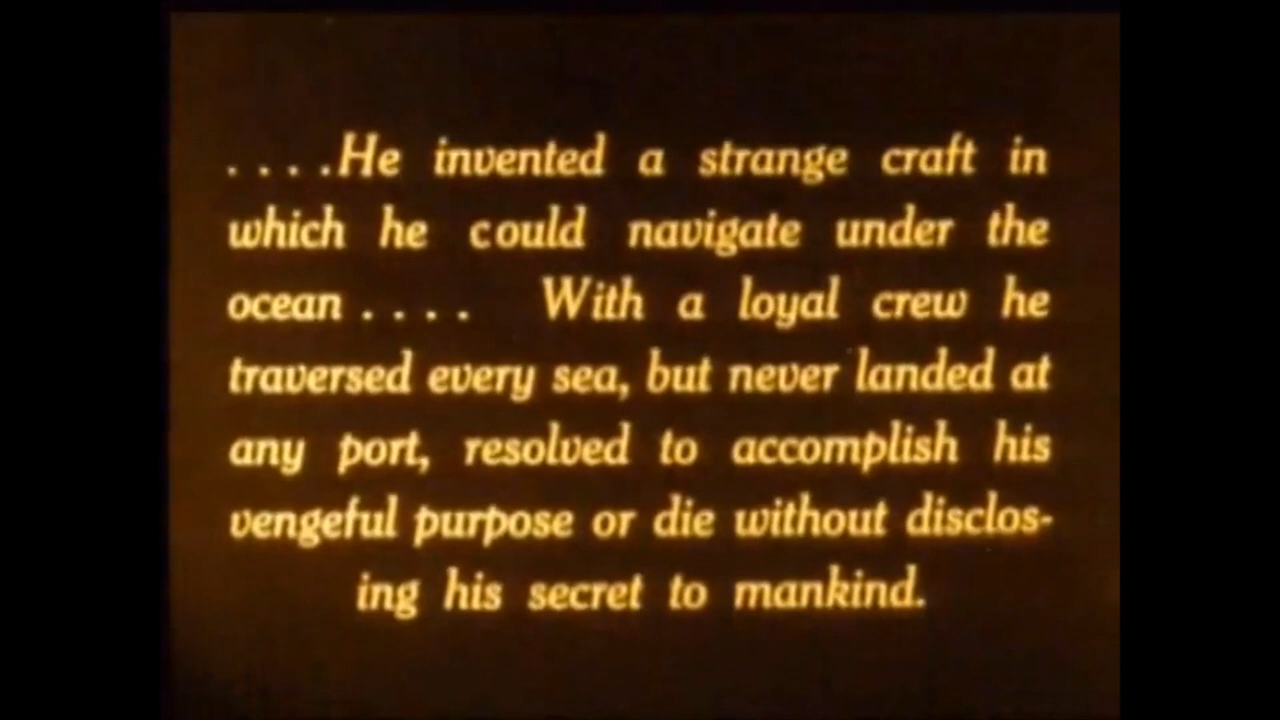 ....He invented a strange craft in
which he could navigate under the
ocean.... With a loyal crew he
traversed every sea, but never landed at
any port, resolved to accomplish his
vengeful purpose or die without disclos-
ing his secret to mankind.